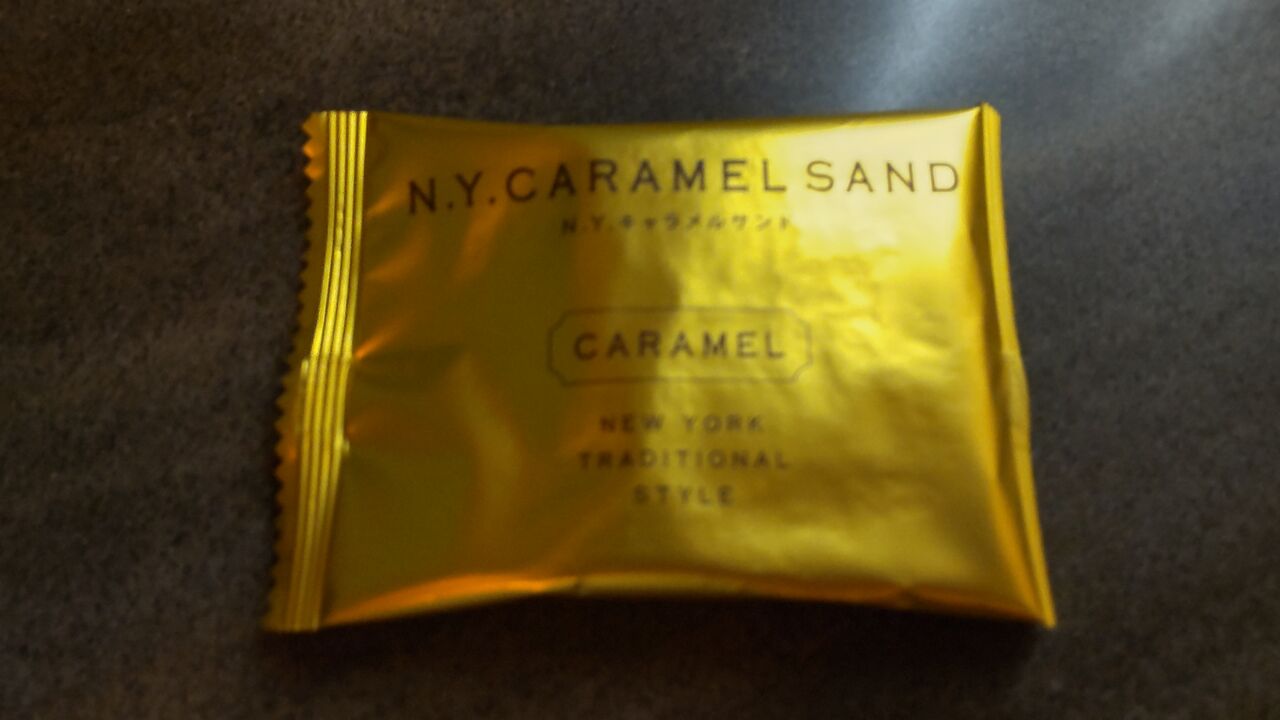 N.Y.CARAMEL SAND
N.Y.キャラメルサンド
CARAMEL
NEW YORK
TRADITIONAL
STYLE